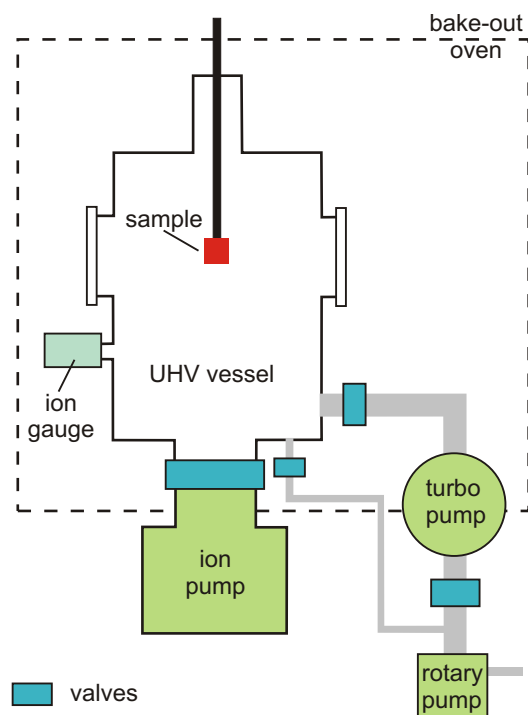 bake-out
oven
sample
UHV vessel
ion
gauge
turbo
pump
ion
pump
rotary
pump
valves